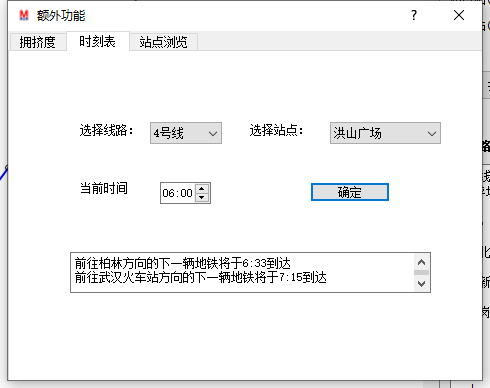 额外功能
拥挤度 时刻表 站点浏览
选择线路： 4号线 选择站点： 洪山广场
当前时间 06:00 确定
前往柏林方向的下一辆地铁将于6:33到达
前往武汉火车站方向的下一辆地铁将于7:15到达